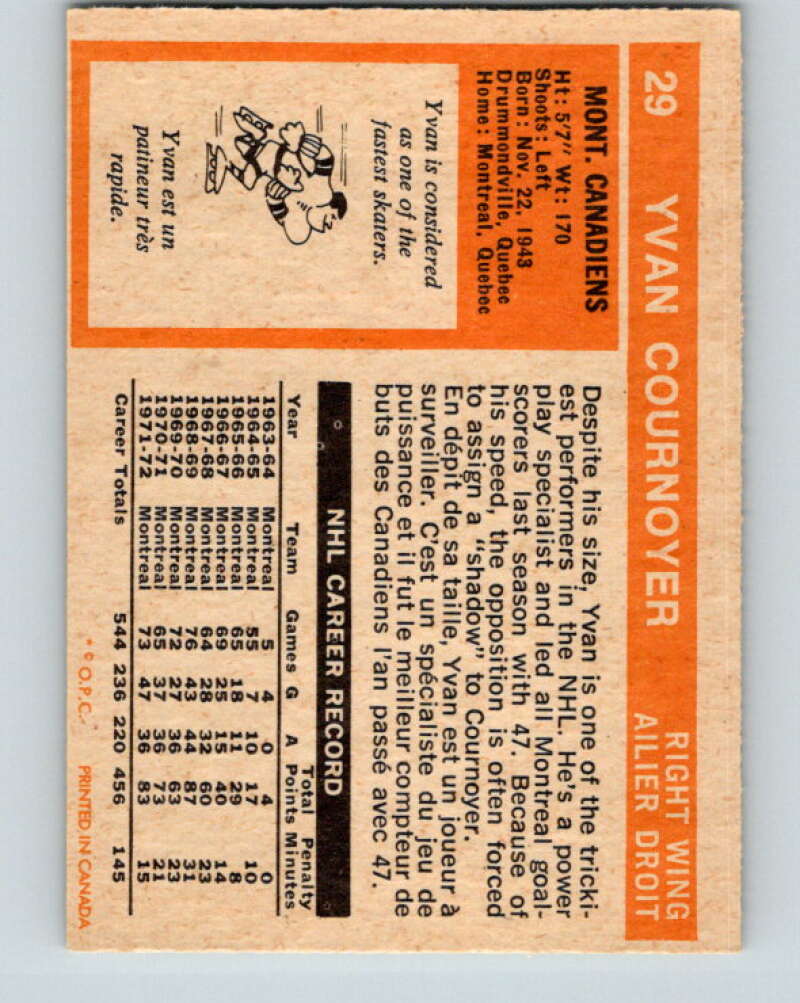 29 YVAN COURNOYER
RIGHT WING
AILIER DROIT
MONT. CANADIENS
Ht: 5'7" Wt: 170
Shoots: Left
Born: Nov. 22, 1943
Drummondville, Quebec
Home: Montreal, Quebec
Yvan is considered
as one of the
fastest skaters.
Yvan est un
patineur très
rapide.
Despite his size, Yvan is one of the tricki-
est performers in the NHL. He's a power
play specialist and led all Montreal goal-
scorers last season with 47. Because of
his speed, the opposition is often forced
to assign a "shadow" to Cournoyer.
En dépit de sa taille, Yvan est un joueur à
surveiller. C'est un spécialiste du jeu de
puissance et il fut le meilleur compteur de
buts des Canadiens l'an passé avec 47.
NHL CAREER RECORD
Year Team Games G A Total Points Penalty Minutes
1963-64 Montreal 5 4 0 4 0
1964-65 Montreal 55 7 10 17 10
1965-66 Montreal 65 18 11 29 8
1966-67 Montreal 69 25 15 40 14
1967-68 Montreal 64 28 32 60 23
1968-69 Montreal 76 43 44 87 31
1969-70 Montreal 72 27 36 63 23
1970-71 Montreal 65 37 36 73 21
1971-72 Montreal 73 47 36 83 15
Career Totals 544 236 220 456 145
* © O.P.C. PRINTED IN CANADA